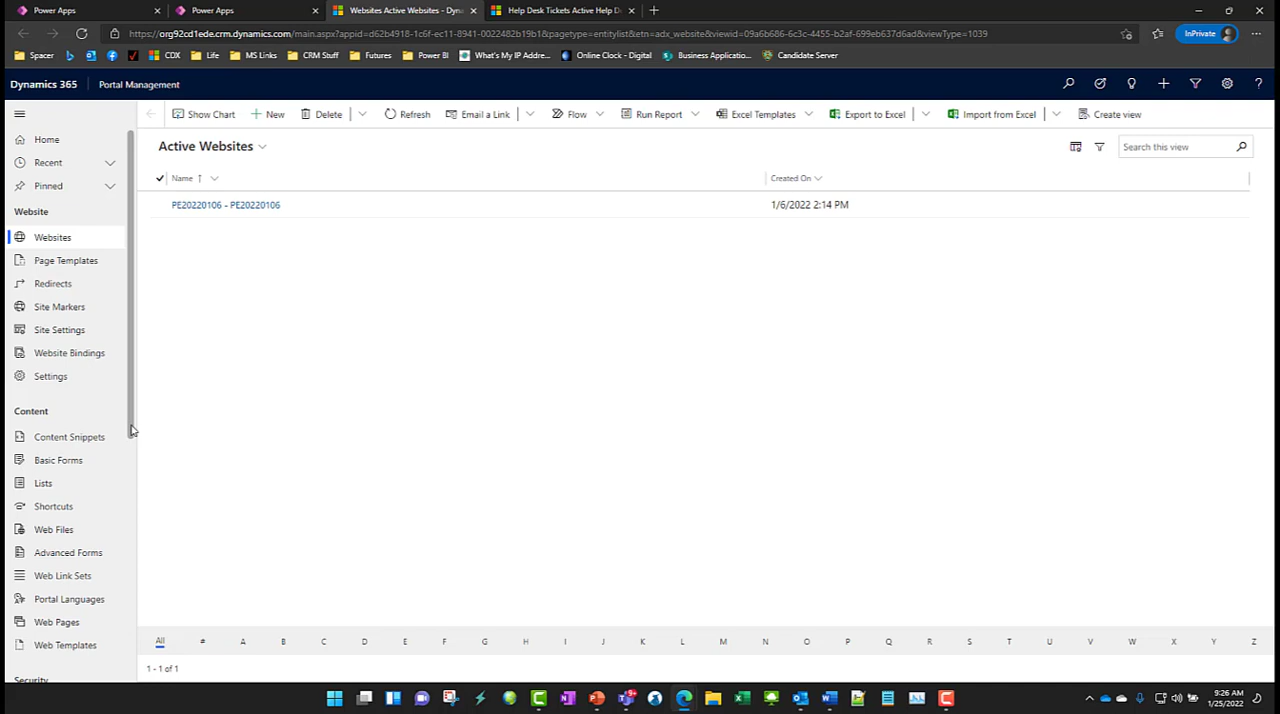 Power Apps
Power Apps
Websites Active Websites - Dyn
Help Desk Tickets Active Help D
https://org92cd1ede.crm.dynamics.com/main.aspx?appid=d62b4918-1c6f-ec11-8941-0022482b19b1&pagetype=entitylist&etn=adx_website&viewid=09a6b686-6c3c-4455-b2af-699eb637d6ad&viewType=1039
InPrivate
Spacer
CDX
Life
MS Links
CRM Stuff
Futures
Power BI
What's My IP Addre...
Online Clock - Digital
Business Applicatio...
Candidate Server
Dynamics 365
Portal Management
Show Chart
New
Delete
Refresh
Email a Link
Flow
Run Report
Excel Templates
Export to Excel
Import from Excel
Create view
Home
Recent
Pinned
Website
Websites
Page Templates
Redirects
Site Markers
Site Settings
Website Bindings
Settings
Content
Content Snippets
Basic Forms
Lists
Shortcuts
Web Files
Advanced Forms
Web Link Sets
Portal Languages
Web Pages
Web Templates
Security
Active Websites
Search this view
Name ↑
Created On
PE20220106 - PE20220106
1/6/2022 2:14 PM
All # A B C D E F G H I J K L M N O P Q R S T U V W X Y Z
1 - 1 of 1
9:26 AM
1/25/2022